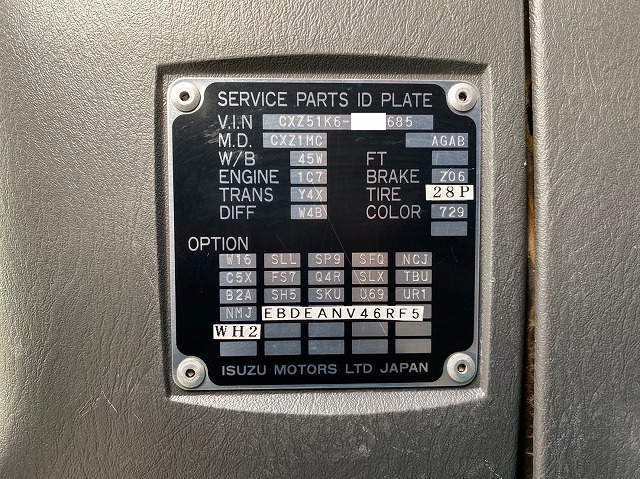 SERVICE PARTS ID PLATE
V.I.N CXZ51K6- 685
M.D. CXZ1MC AGAB
W/B 45W FT
ENGINE 1C7 BRAKE Z06
TRANS Y4X TIRE 28P
DIFF W4B COLOR 729
OPTION
W16 SLL SP9 SFQ NCJ
C5X FS7 Q4R SLX TBU
B2A SH5 SKU U69 UR1
NMJ EBDEANV46RF5
WH2
ISUZU MOTORS LTD JAPAN